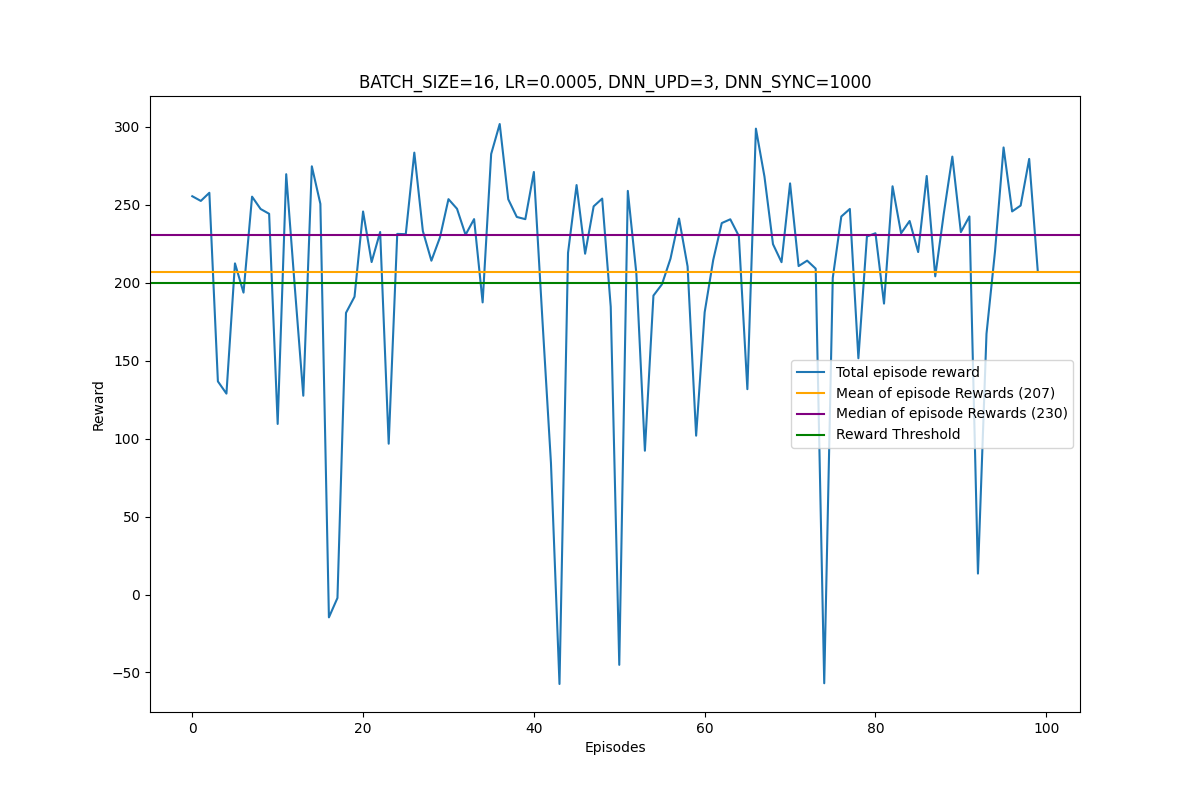 BATCH_SIZE=16, LR=0.0005, DNN_UPD=3, DNN_SYNC=1000
300
250
200
150
100
50
0
−50
Reward
Total episode reward
Mean of episode Rewards (207)
Median of episode Rewards (230)
Reward Threshold
0 20 40 60 80 100
Episodes